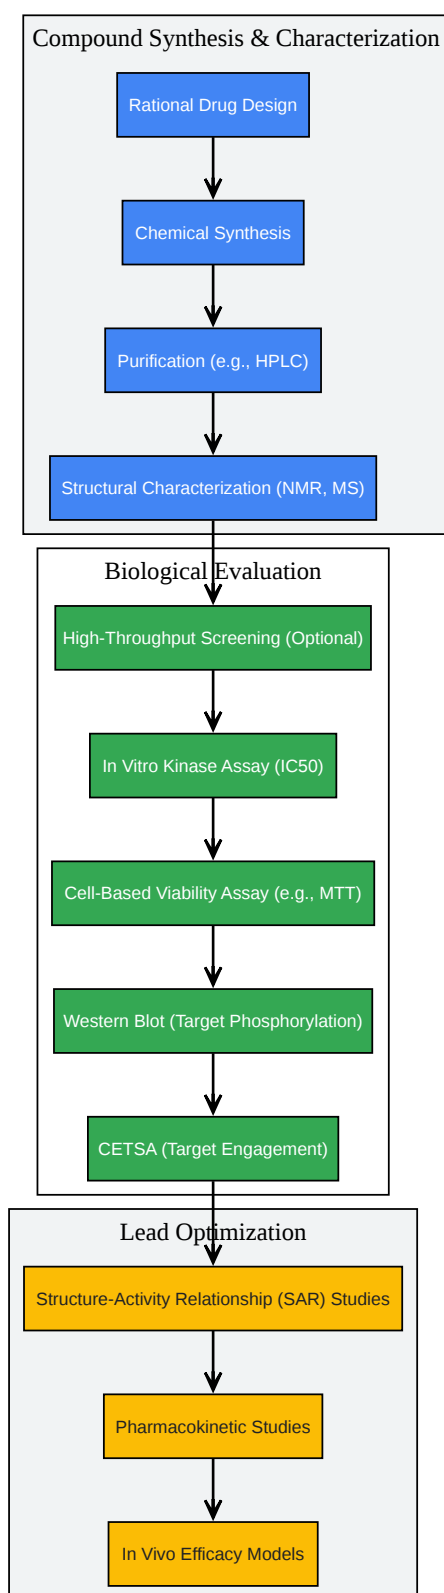 Compound Synthesis & Characterization
Rational Drug Design
Chemical Synthesis
Purification (e.g., HPLC)
Structural Characterization (NMR, MS)
Biological Evaluation
High-Throughput Screening (Optional)
In Vitro Kinase Assay (IC50)
Cell-Based Viability Assay (e.g., MTT)
Western Blot (Target Phosphorylation)
CETSA (Target Engagement)
Lead Optimization
Structure-Activity Relationship (SAR) Studies
Pharmacokinetic Studies
In Vivo Efficacy Models